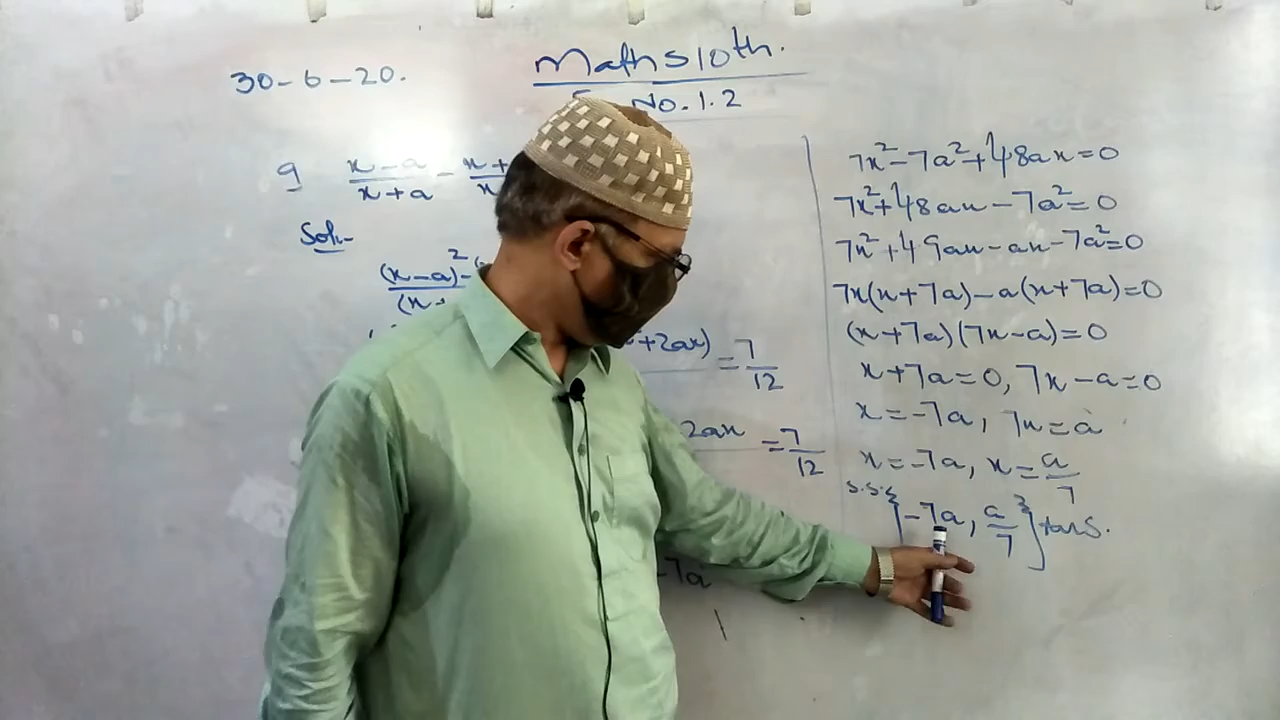 30-6-20.
Maths 10th.
No. 1.2
9 x-a/x+a - x+
Sol:-
(x-a)²-
(x+
+2ax) = 7/12
2ax = 7/12
-7a
7x²-7a²+48ax=0
7x²+48ax-7a²=0
7x²+49ax-ax-7a²=0
7x(x+7a)-a(x+7a)=0
(x+7a)(7x-a)=0
x+7a=0, 7x-a=0
x=-7a, 7x=a
x=-7a, x=a/7
S.S={-7a, a/7}